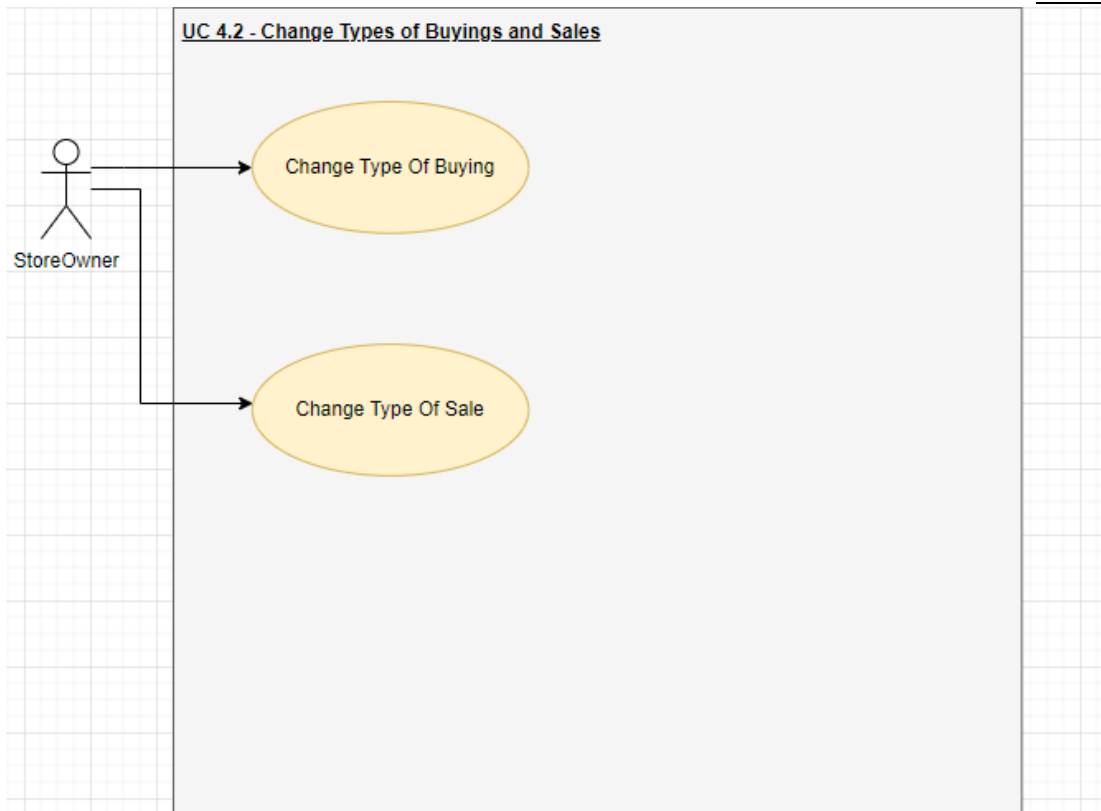 UC 4.2 - Change Types of Buyings and Sales
Change Type Of Buying
StoreOwner
Change Type Of Sale